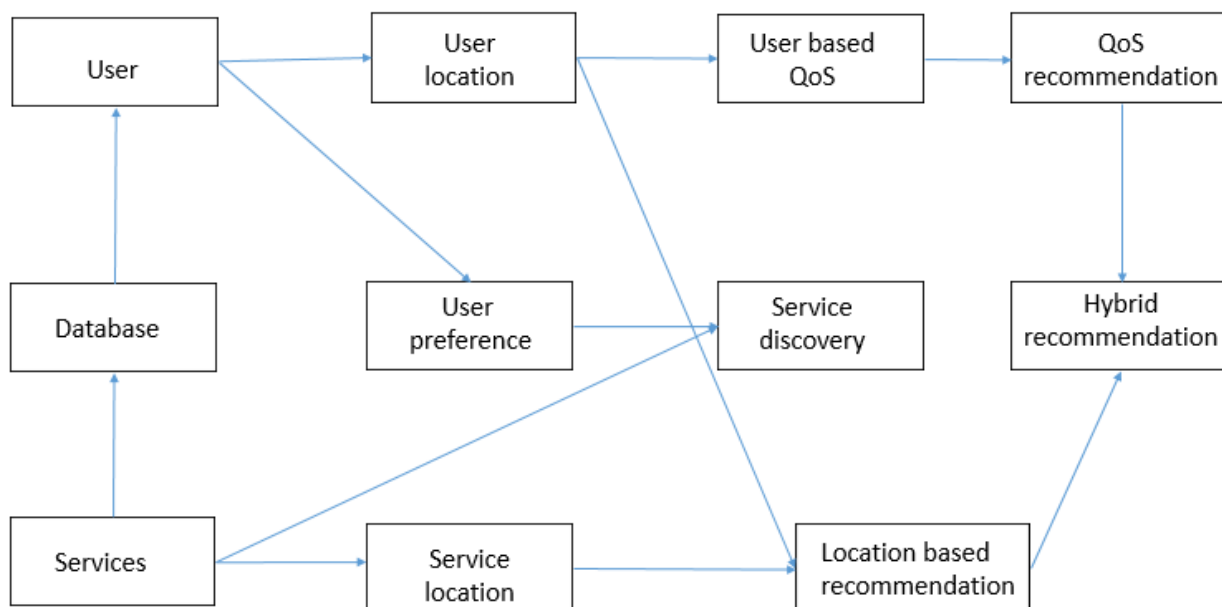 User
User
location
User based
QoS
QoS
recommendation
Database
User
preference
Service
discovery
Hybrid
recommendation
Services
Service
location
Location based
recommendation